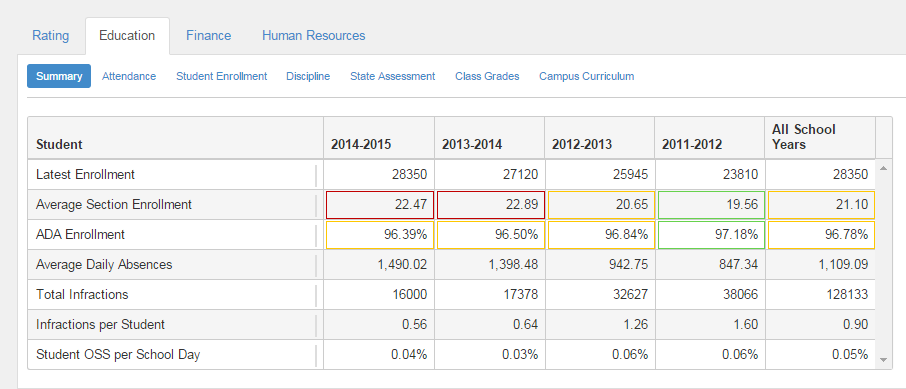 Rating Education Finance Human Resources
Summary Attendance Student Enrollment Discipline State Assessment Class Grades Campus Curriculum
Student 2014-2015 2013-2014 2012-2013 2011-2012 All School Years
Latest Enrollment 28350 27120 25945 23810 28350
Average Section Enrollment 22.47 22.89 20.65 19.56 21.10
ADA Enrollment 96.39% 96.50% 96.84% 97.18% 96.78%
Average Daily Absences 1,490.02 1,398.48 942.75 847.34 1,109.09
Total Infractions 16000 17378 32627 38066 128133
Infractions per Student 0.56 0.64 1.26 1.60 0.90
Student OSS per School Day 0.04% 0.03% 0.06% 0.06% 0.05%